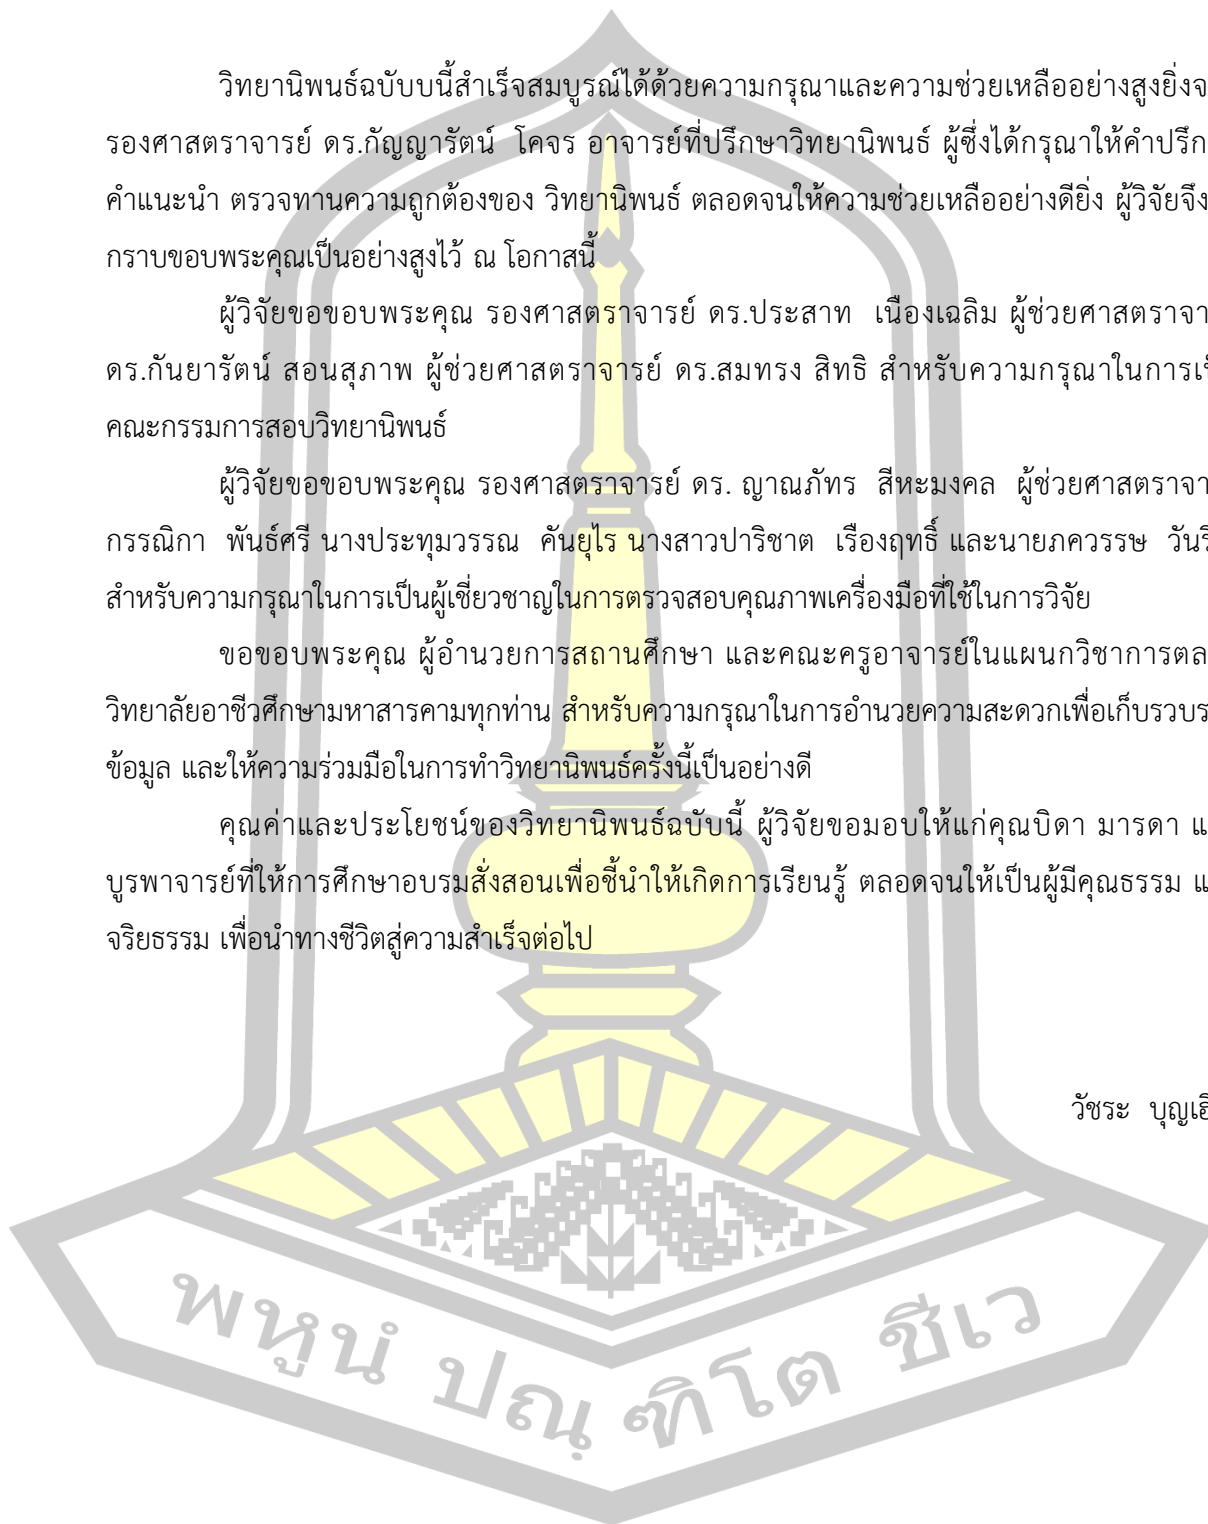 วิทยานิพนธ์ฉบับบนี้สำเร็จสมบูรณ์ได้ด้วยความกรุณาและความช่วยเหลืออย่างสูงยิ่งจ
รองศาสตราจารย์ ดร.กัญญารัตน์ โคจร อาจารย์ที่ปรึกษาวิทยานิพนธ์ ผู้ซึ่งได้กรุณาให้คำปรึก
คำแนะนำ ตรวจทานความถูกต้องของ วิทยานิพนธ์ ตลอดจนให้ความช่วยเหลืออย่างดียิ่ง ผู้วิจัยจึง
กราบขอบพระคุณเป็นอย่างสูงไว้ ณ โอกาสนี้
ผู้วิจัยขอขอบพระคุณ รองศาสตราจารย์ ดร.ประสาท เนืองเฉลิม ผู้ช่วยศาสตราจา
ดร.กันยารัตน์ สอนสุภาพ ผู้ช่วยศาสตราจารย์ ดร.สมทรง สิทธิ สำหรับความกรุณาในการเป็
คณะกรรมการสอบวิทยานิพนธ์
ผู้วิจัยขอขอบพระคุณ รองศาสตราจารย์ ดร. ญาณภัทร สีหะมงคล ผู้ช่วยศาสตราจา
กรรณิกา พันธ์ศรี นางประทุมวรรณ คันยุไร นางสาวปาริชาต เรืองฤทธิ์ และนายภควรรษ
สำหรับความกรุณาในการเป็นผู้เชี่ยวชาญในการตรวจสอบคุณภาพเครื่องมือที่ใช้ในการวิจัย
ขอขอบพระคุณ ผู้อำนวยการสถานศึกษา และคณะครูอาจารย์ในแผนกวิชาการตล
วิทยาลัยอาชีวศึกษามหาสารคามทุกท่าน สำหรับความกรุณาในการอำนวยความสะดวกเพื่อเก็บรวบร
ข้อมูล และให้ความร่วมมือในการทำวิทยานิพนธ์ครั้งนี้เป็นอย่างดี
คุณค่าและประโยชน์ของวิทยานิพนธ์ฉบับนี้ ผู้วิจัยขอมอบให้แก่คุณบิดา มารดา แ
บูรพาจารย์ที่ให้การศึกษาอบรมสั่งสอนเพื่อชี้นำให้เกิดการเรียนรู้ ตลอดจนให้เป็นผู้มีคุณธรรม แ
จริยธรรม เพื่อนำทางชีวิตสู่ความสำเร็จต่อไป
วัชระ
พหูนํ ปณฺฑิโต ชีเว